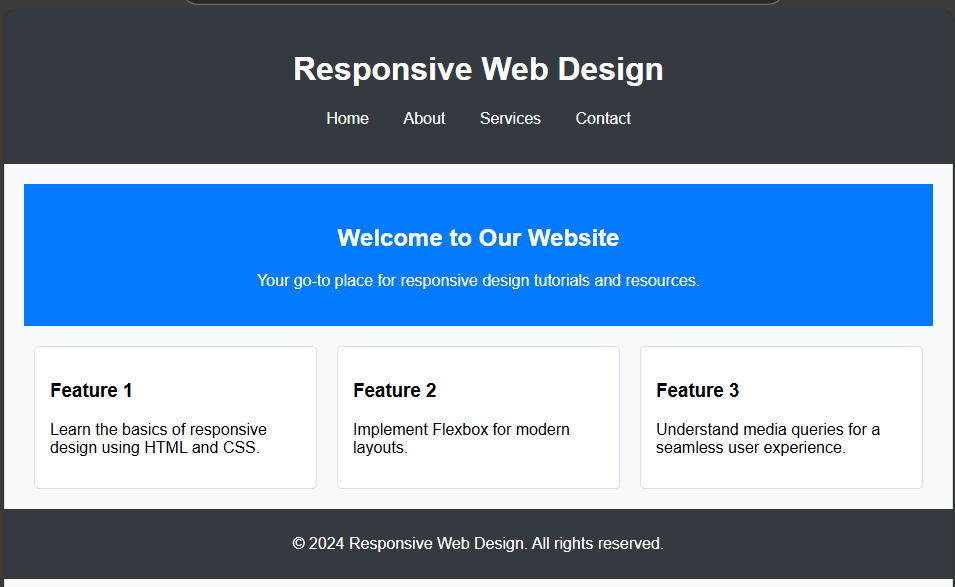 Responsive Web Design
Home About Services Contact
Welcome to Our Website
Your go-to place for responsive design tutorials and resources.
Feature 1
Learn the basics of responsive
design using HTML and CSS.
Feature 2
Implement Flexbox for modern
layouts.
Feature 3
Understand media queries for a
seamless user experience.
© 2024 Responsive Web Design. All rights reserved.